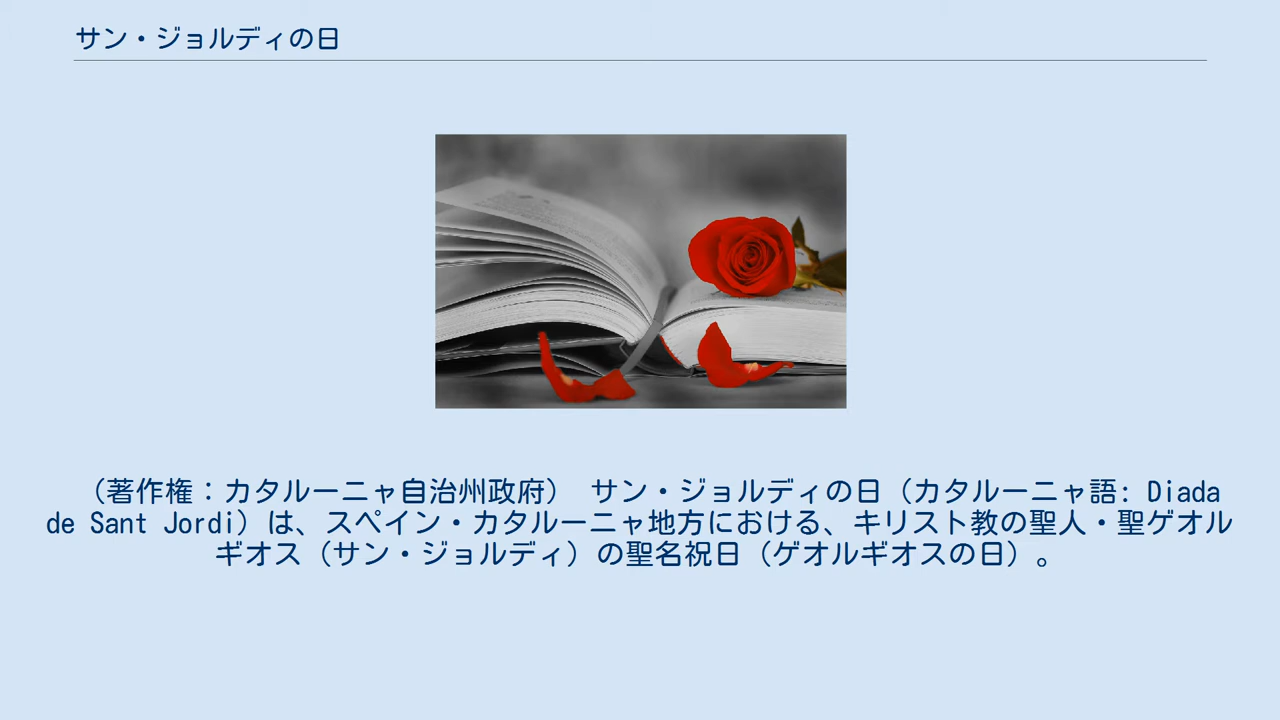 サン・ジョルディの日
（著作権：カタルーニャ自治州政府） サン・ジョルディの日（カタルーニャ語: Diada
de Sant Jordi）は、スペイン・カタルーニャ地方における、キリスト教の聖人・聖ゲオル
ギオス（サン・ジョルディ）の聖名祝日（ゲオルギオスの日）。